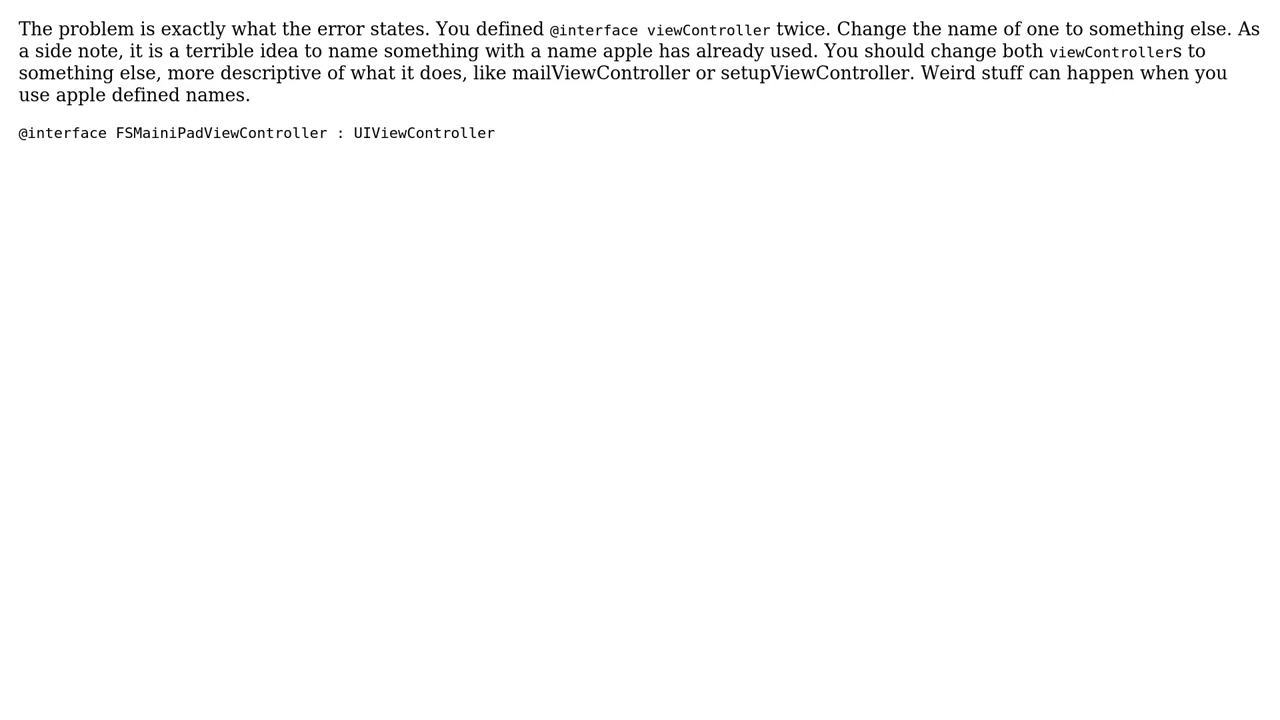 The problem is exactly what the error states. You defined @interface viewController twice. Change the name of one to something else. As
a side note, it is a terrible idea to name something with a name apple has already used. You should change both viewControllers to
something else, more descriptive of what it does, like mailViewController or setupViewController. Weird stuff can happen when you
use apple defined names.
@interface FSMainiPadViewController : UIViewController